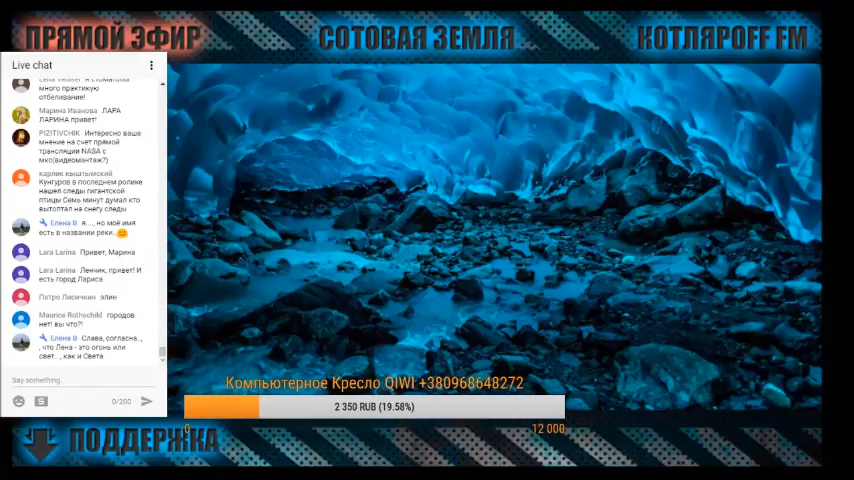 ПРЯМОЙ ЭФИР
СОТОВАЯ ЗЕМЛЯ
КОТЛЯРОFF FM
Live chat
много практикую
отбеливание!
Марина Иванова ЛАРА
ЛАРИНА привет!
PIZITIVCHIK Интересно ваше
мнение на счет прямой
трансляции NASA с
мкс(видеомантаж?)
карлик кыштымский
Кунгуров в последнем ролике
нашел следы гигантской
птицы Семь минут думал кто
вытоптал на снегу следы
Елена В я...., но моё имя
есть в названии реки..
Lara Larina Привет, Марина
Lara Larina Ленчик, привет! И
есть город Лариса
Петро Лисичкин элин
Maurice Rothschild городов
нет! вы что?!
Елена В Слава, согласна..,
, что Лена - это огонь или
свет..., как и Света
Say something...
0/200
Компьютерное Кресло QIWI +380968648272
2 350 RUB (19.58%)
0
12 000
ПОДДЕРЖКА